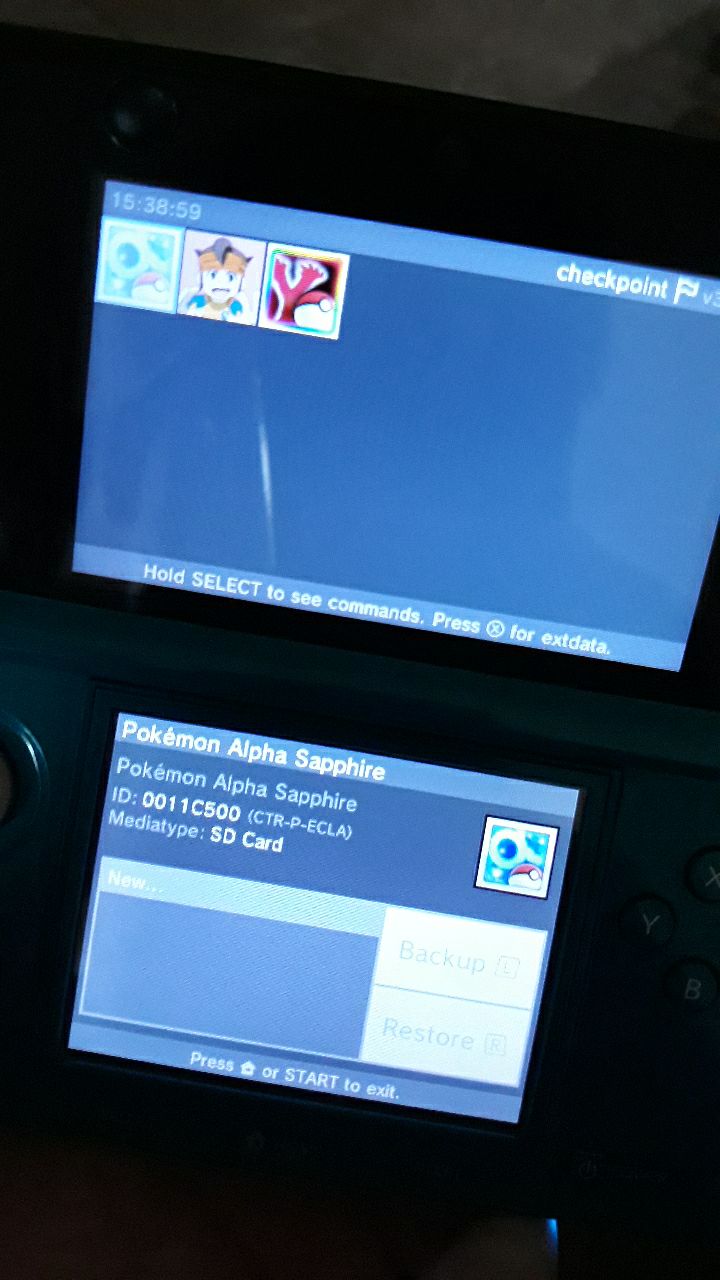 15:38:59
checkpoint
Hold SELECT to see commands. Press Ⓧ for extdata.
Pokémon Alpha Sapphire
Pokémon Alpha Sapphire
ID: 0011C500 (CTR-P-ECLA)
Mediatype: SD Card
New...
Backup L
Restore R
Press or START to exit.
X
Y
B